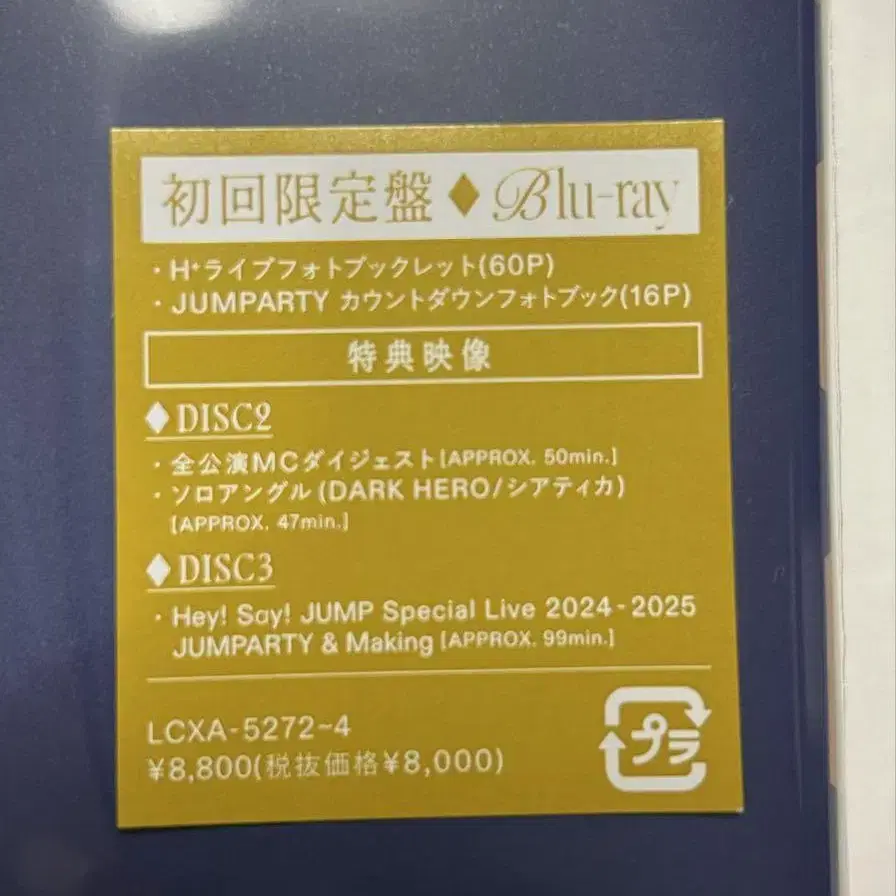 初回限定盤◆Blu-ray
・H⁺ライブフォトブックレット(60P)
・JUMPARTY カウントダウンフォトブック(16P)
特典映像
◆DISC2
・全公演MCダイジェスト[APPROX. 50min.]
・ソロアングル(DARK HERO/シアティカ)
[APPROX. 47min.]
◆DISC3
・Hey! Say! JUMP Special Live 2024-2025
JUMPARTY & Making [APPROX. 99min.]
LCXA-5272~4
¥8,800(税抜価格¥8,000)
プラ